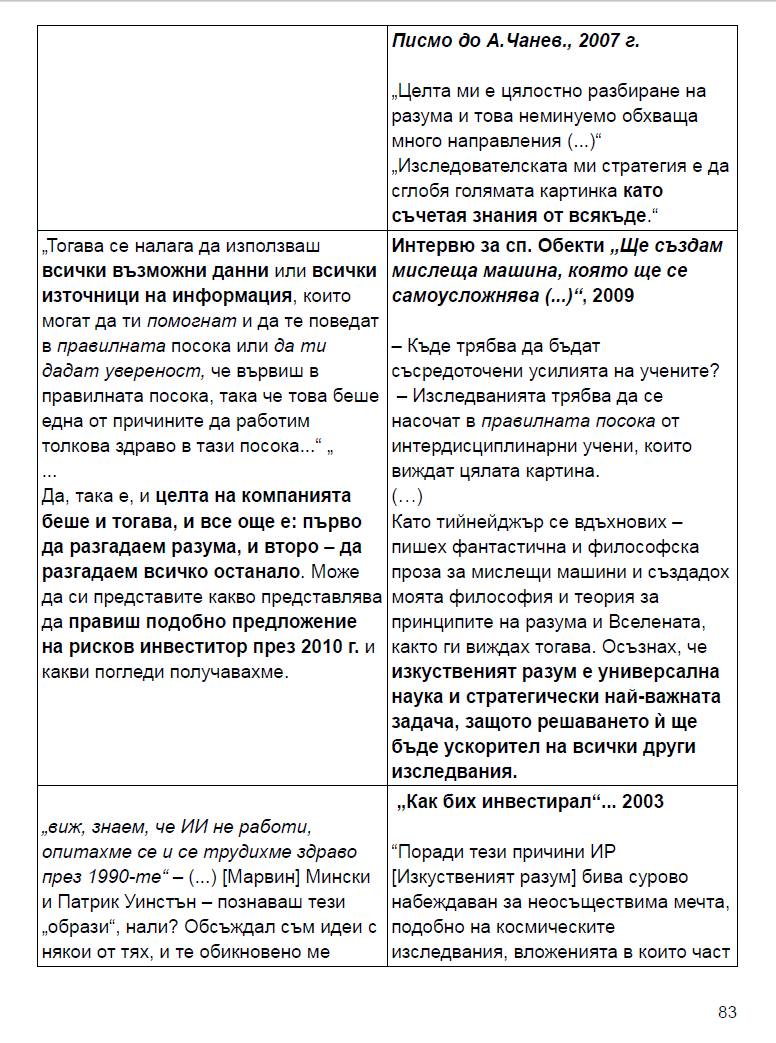 Писмо до А.Чанев., 2007 г.
„Целта ми е цялостно разбиране на
разума и това неминуемо обхваща
много направления (...)“
„Изследователската ми стратегия е да
сглобя голямата картинка като
съчетая знания от всякъде.“
„Тогава се налага да използваш
всички възможни данни или всички
източници на информация, които
могат да ти помогнат и да те поведат
в правилната посока или да ти
дадат увереност, че вървиш в
правилната посока, така че това беше
една от причините да работим
толкова здраво в тази посока...“ „
...
Да, така е, и целта на компанията
беше и тогава, и все още е: първо
да разгадаем разума, и второ – да
разгадаем всичко останало. Може
да си представите какво представлява
да правиш подобно предложение
на рисков инвеститор през 2010 г. и
какви погледи получавахме.
Интервю за сп. Обекти „Ще създам
мислеща машина, която ще се
самоусложнява (...)“, 2009
– Къде трябва да бъдат
съсредоточени усилията на учените?
– Изследванията трябва да се
насочат в правилната посока от
интердисциплинарни учени, които
виждат цялата картина.
(…)
Като тийнейджър се вдъхнових –
пишех фантастична и философска
проза за мислещи машини и създадох
моята философия и теория за
принципите на разума и Вселената,
както ги виждах тогава. Осъзнах, че
изкуственият разум е универсална
наука и стратегически най-важната
задача, защото решаването ѝ ще
бъде ускорител на всички други
изследвания.
„виж, знаем, че ИИ не работи,
опитахме се и се трудихме здраво
през 1990-те“ – (...) [Марвин] Мински
и Патрик Уинстън – познаваш тези
„образи“, нали? Обсъждал съм идеи с
някои от тях, и те обикновено ме
„Как бих инвестирал“... 2003
“Поради тези причини ИР
[Изкуственият разум] бива сурово
набеждаван за неосъществима мечта,
подобно на космическите
изследвания, вложенията в които част
83